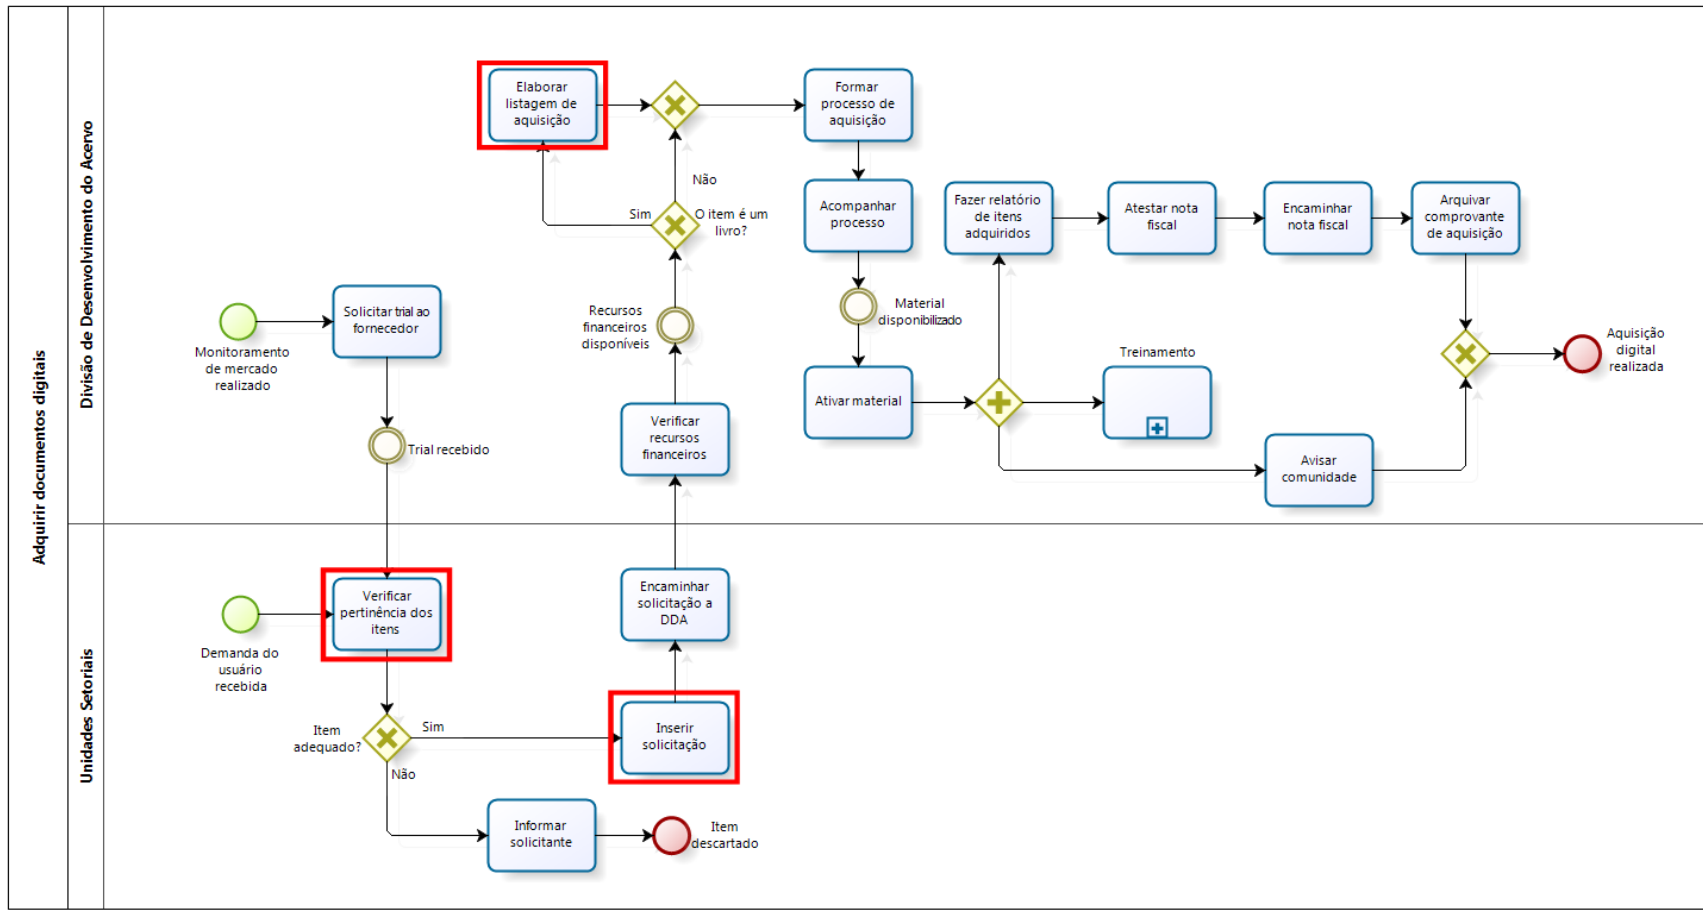 Adquirir documentos digitais
Divisão de Desenvolvimento do Acervo
Monitoramento
de mercado
realizado
Solicitar trial ao
fornecedor
Trial recebido
Elaborar
listagem de
aquisição
Não
Sim
O item é um
livro?
Recursos
financeiros
disponíveis
Verificar
recursos
financeiros
Formar
processo de
aquisição
Acompanhar
processo
Material
disponibilizado
Ativar material
Fazer relatório
de itens
adquiridos
Atestar nota
fiscal
Encaminhar
nota fiscal
Arquivar
comprovante
de aquisição
Treinamento
Avisar
comunidade
Aquisição
digital
realizada
Unidades Setoriais
Demanda do
usuário
recebida
Verificar
pertinência dos
itens
Item
adequado?
Sim
Não
Inserir
solicitação
Encaminhar
solicitação a
DDA
Informar
solicitante
Item
descartado